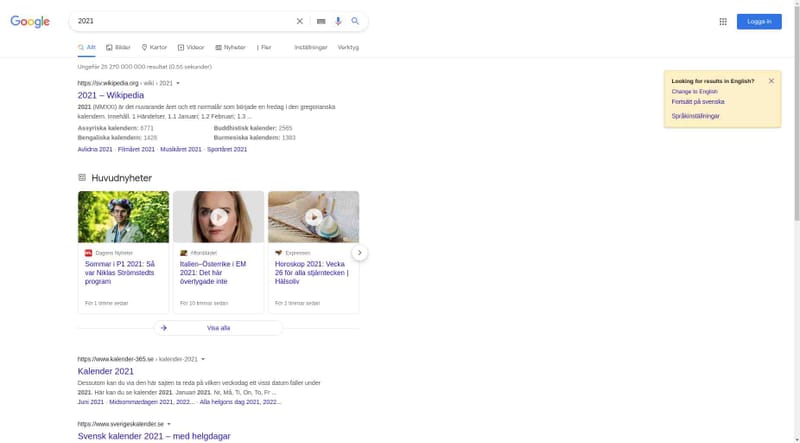 Google
2021
Logga in
Allt
Bilder
Kartor
Videor
Nyheter
Fler
Inställningar
Verktyg
Ungefär 25 270 000 000 resultat (0,55 sekunder)
https://sv.wikipedia.org › wiki › 2021
2021 – Wikipedia
2021 (MMXXI) är det nuvarande året och ett normalår som började en fredag i den gregorianska
kalendern. Innehåll. 1 Händelser. 1.1 Januari; 1.2 Februari; 1.3 ...
Assyriska kalendern: 6771
Buddhistisk kalender: 2565
Bengaliska kalendern: 1428
Burmesiska kalendern: 1383
Avlidna 2021 · Filmåret 2021 · Musikåret 2021 · Sportåret 2021
Looking for results in English?
Change to English
Fortsätt på svenska
Språkinställningar
Huvudnyheter
Dagens Nyheter
Sommar i P1 2021: Så
var Niklas Strömstedts
program
För 1 timme sedan
Aftonbladet
Italien–Österrike i EM
2021: Det här
övertygade inte
För 10 timmar sedan
Expressen
Horoskop 2021: Vecka
26 för alla stjärntecken |
Hälsoliv
För 2 timmar sedan
Visa alla
https://www.kalender-365.se › kalender-2021
Kalender 2021
Dessutom kan du via den här sajten ta reda på vilken veckodag ett visst datum faller under
2021. Här kan du se kalender 2021. Januari 2021. Nr, Må, Ti, On, To, Fr ...
Juni 2021 · Midsommardagen 2021, 2022... · Alla helgons dag 2021, 2022...
https://www.sverigeskalender.se
Svensk kalender 2021 – med helgdagar